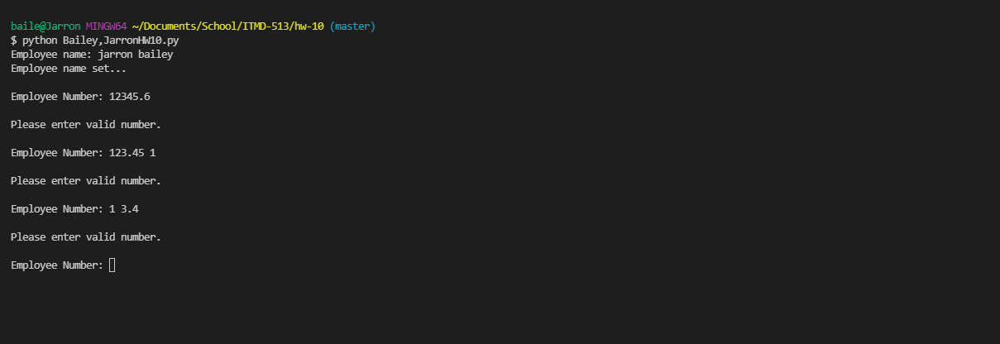 baile@Jarron MINGW64 ~/Documents/School/ITMD-513/hw-10 (master)
$ python Bailey,JarronHW10.py
Employee name: jarron bailey
Employee name set...
Employee Number: 12345.6
Please enter valid number.
Employee Number: 123.45 1
Please enter valid number.
Employee Number: 1 3.4
Please enter valid number.
Employee Number: